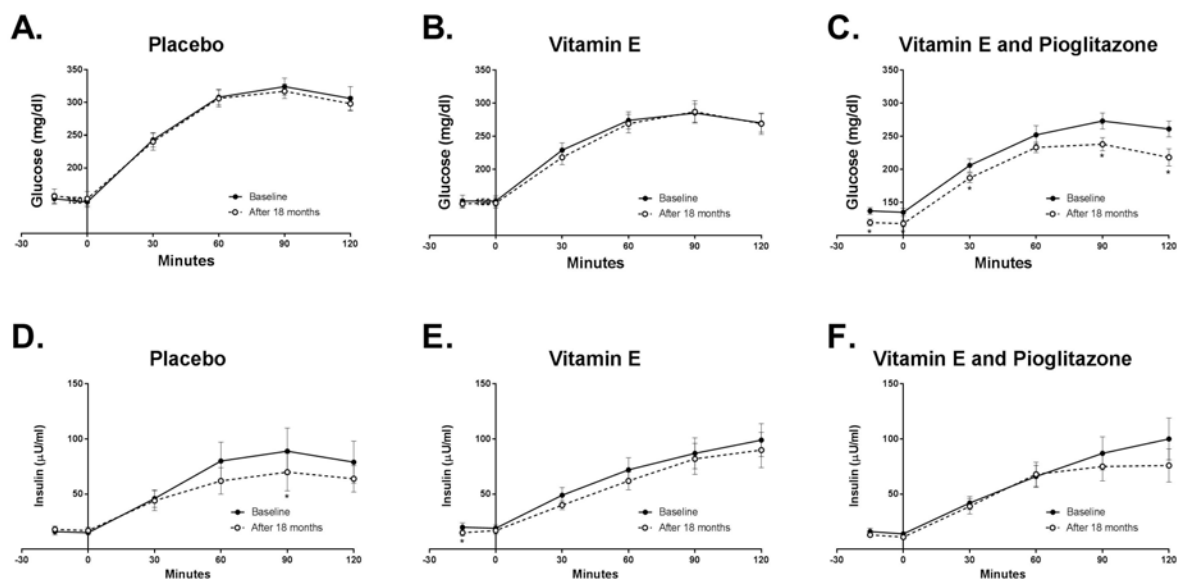 A.
Placebo
Glucose (mg/dl)
350
300
250
200
150
Baseline
After 18 months
-30
0
30
60
90
120
Minutes
B.
Vitamin E
Glucose (mg/dl)
350
300
250
200
150
Baseline
After 18 months
-30
0
30
60
90
120
Minutes
C.
Vitamin E and Pioglitazone
Glucose (mg/dl)
350
300
250
200
150
* * * * *
Baseline
After 18 months
-30
0
30
60
90
120
Minutes
D.
Placebo
Insulin (µU/ml)
150
100
50
*
Baseline
After 18 months
-30
0
30
60
90
120
Minutes
E.
Vitamin E
Insulin (µU/ml)
150
100
50
*
Baseline
After 18 months
-30
0
30
60
90
120
Minutes
F.
Vitamin E and Pioglitazone
Insulin (µU/ml)
150
100
50
Baseline
After 18 months
-30
0
30
60
90
120
Minutes